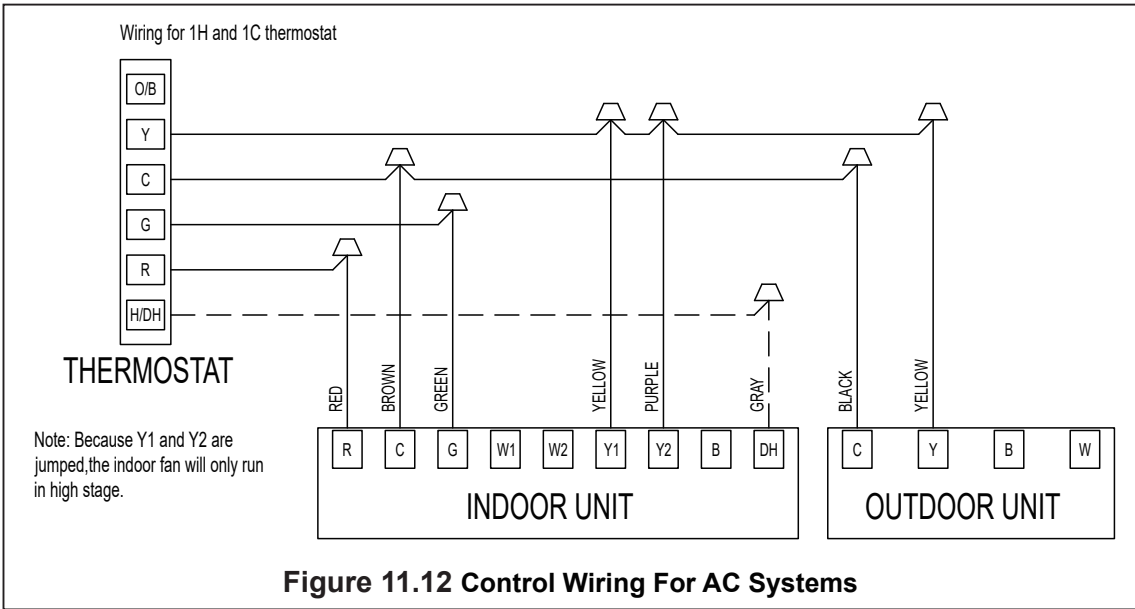 Wiring for 1H and 1C thermostat
O/B
Y
C
G
R
H/DH
THERMOSTAT
Note: Because Y1 and Y2 are
jumped,the indoor fan will only run
in high stage.
RED
BROWN
GREEN
YELLOW
PURPLE
GRAY
BLACK
YELLOW
R C G W1 W2 Y1 Y2 B DH
INDOOR UNIT
C Y B W
OUTDOOR UNIT
Figure 11.12 Control Wiring For AC Systems